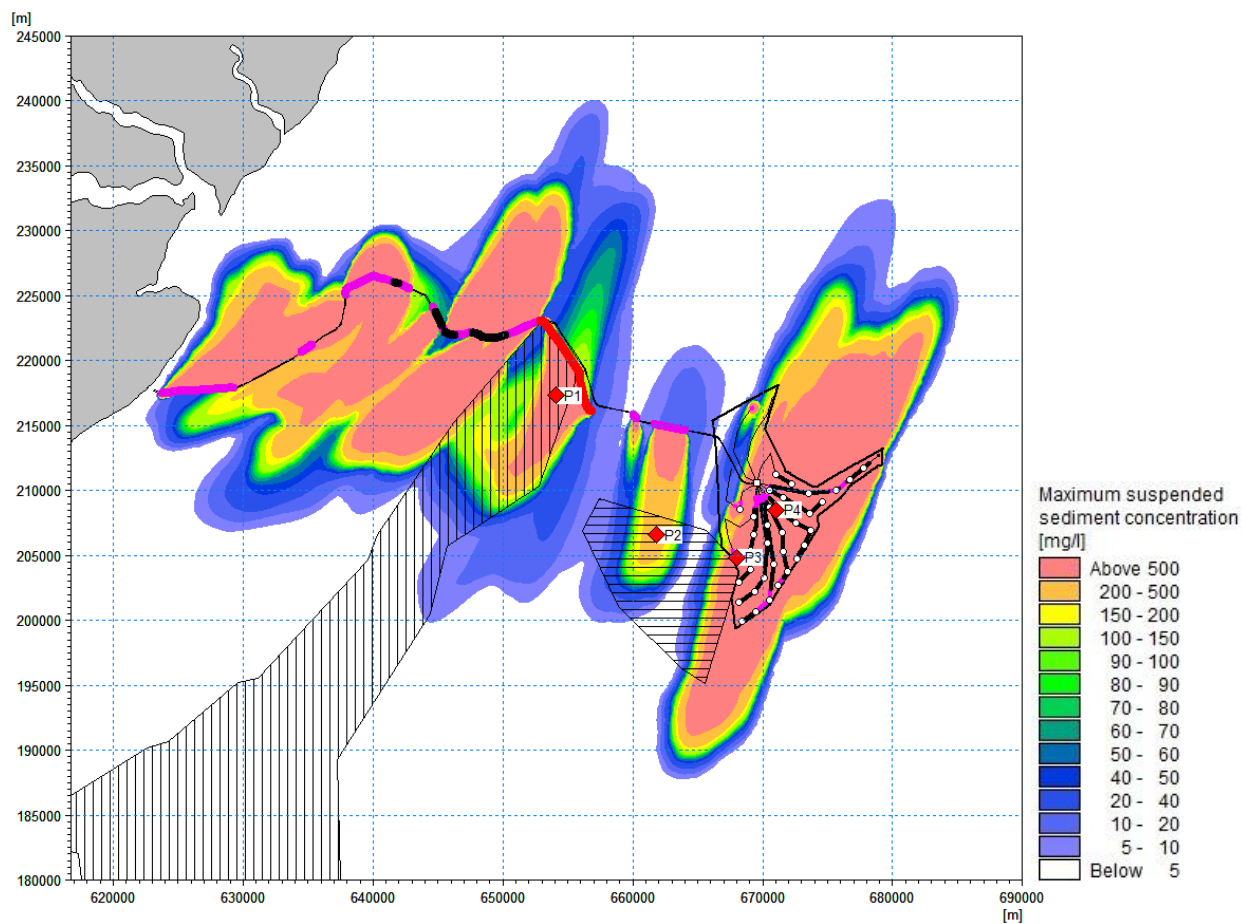 [m]
245000
240000
235000
230000
225000
220000
215000
210000
205000
200000
195000
190000
185000
180000
P1
P2
P3
P4
620000 630000 640000 650000 660000 670000 680000 690000
[m]
Maximum suspended
sediment concentration
[mg/l]
Above 500
200 - 500
150 - 200
100 - 150
90 - 100
80 - 90
70 - 80
60 - 70
50 - 60
40 - 50
20 - 40
10 - 20
5 - 10
Below 5